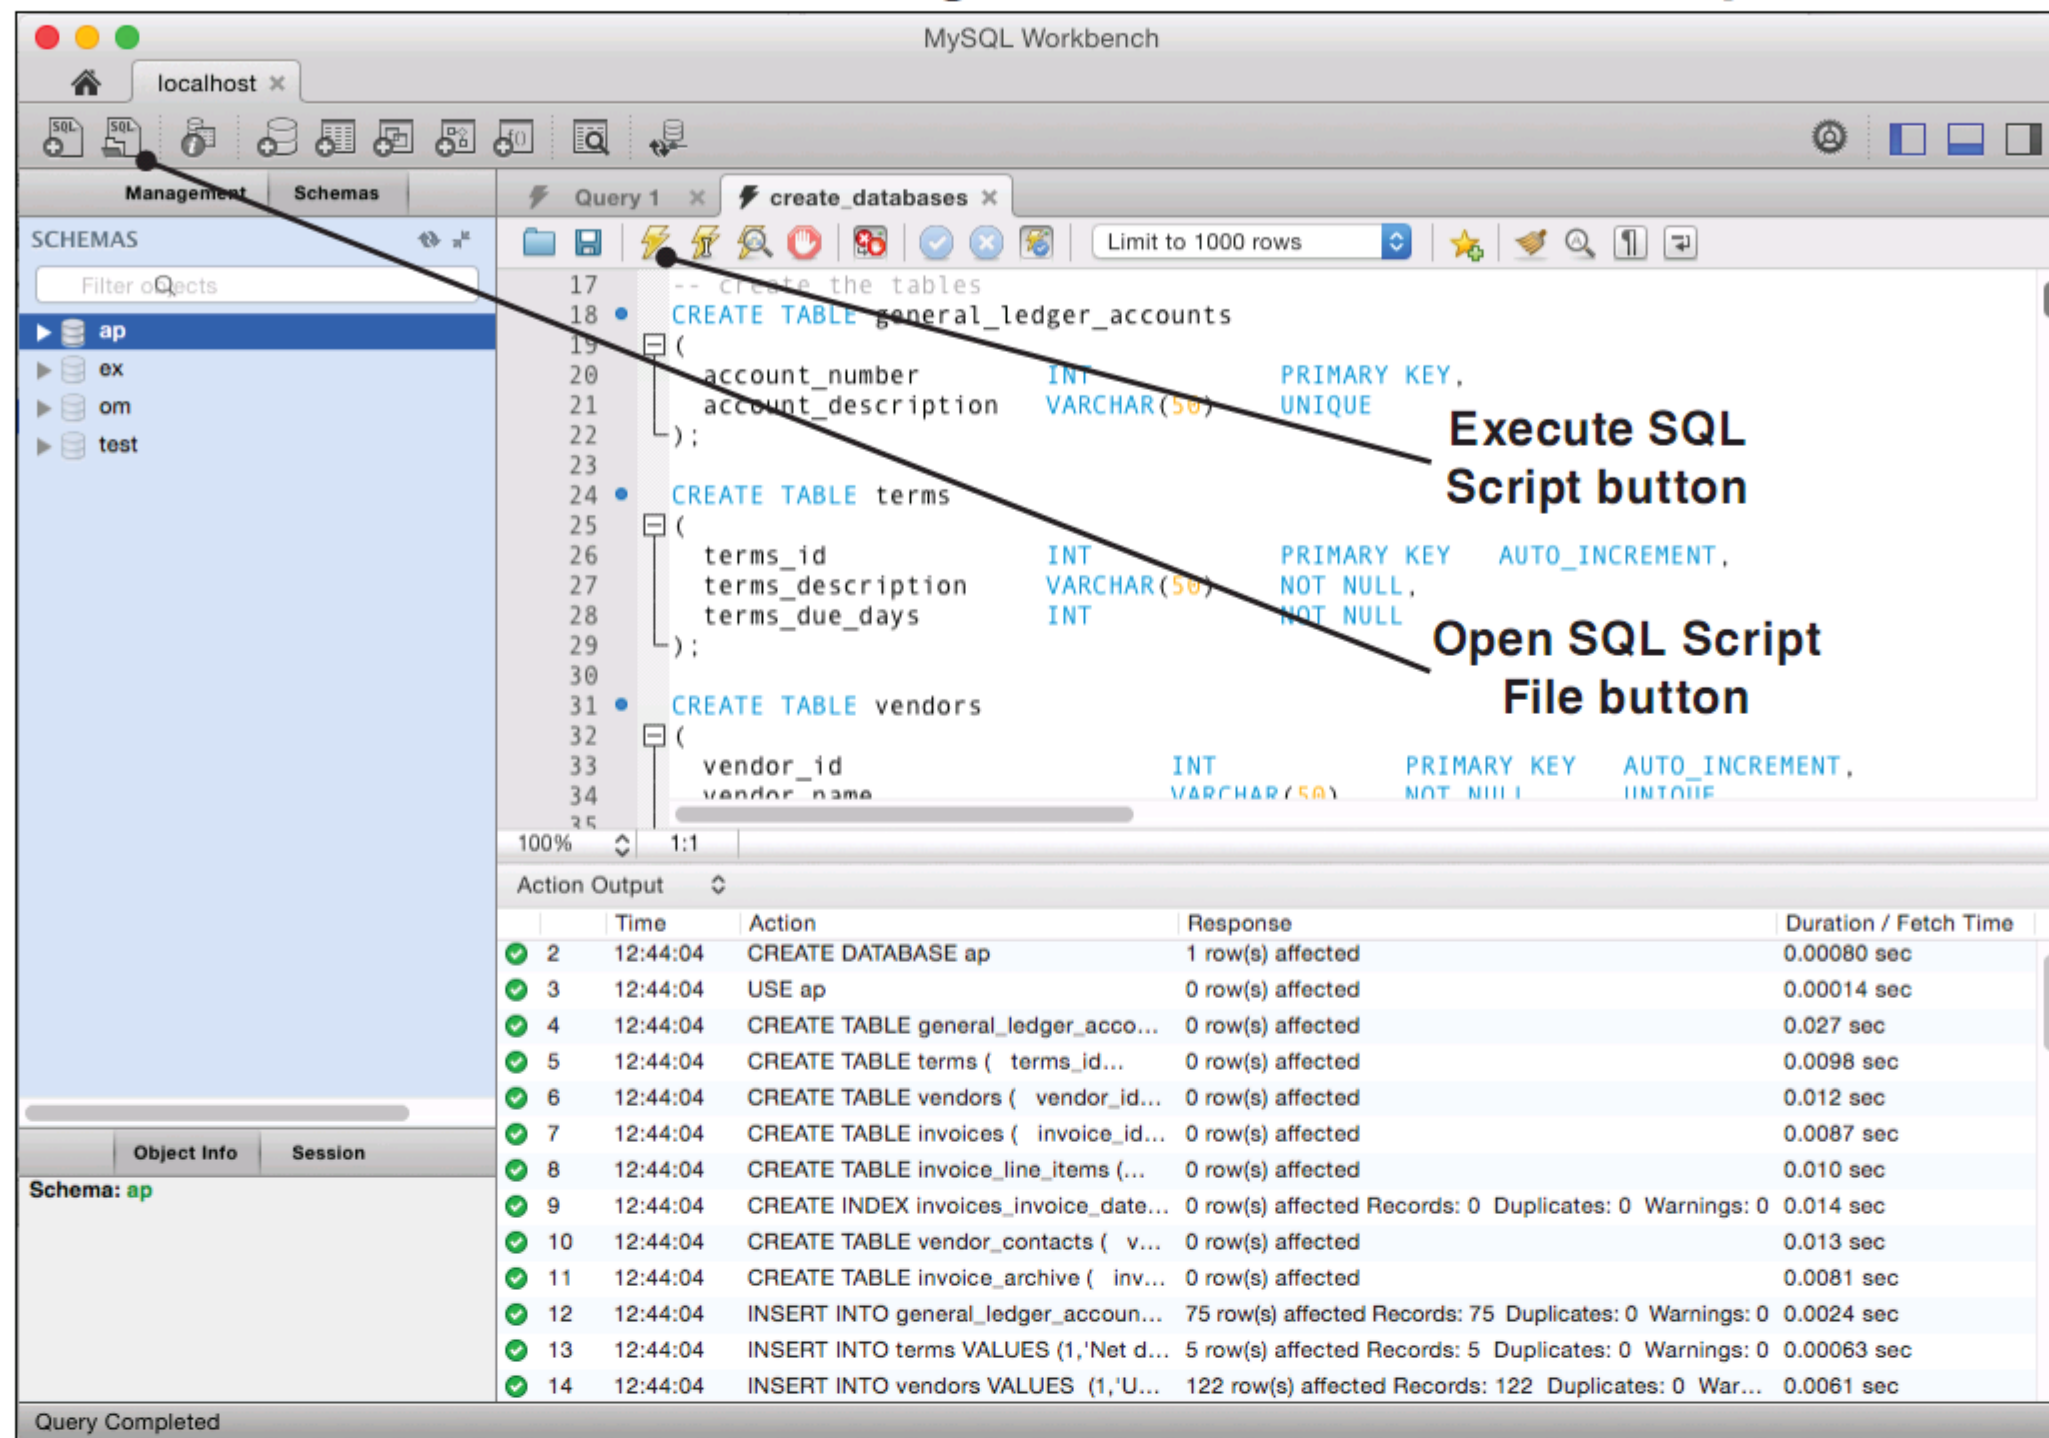 MySQL Workbench
localhost
Management Schemas
Query 1 create_databases
SCHEMAS
Limit to 1000 rows
Filter objects
ap
ex
om
test
17 -- create the tables
18 CREATE TABLE general_ledger_accounts
19 (
20 account_number INT PRIMARY KEY,
21 account_description VARCHAR(50) UNIQUE
22 );
23
24 CREATE TABLE terms
25 (
26 terms_id INT PRIMARY KEY AUTO_INCREMENT,
27 terms_description VARCHAR(50) NOT NULL,
28 terms_due_days INT NOT NULL
29 );
30
31 CREATE TABLE vendors
32 (
33 vendor_id INT PRIMARY KEY AUTO_INCREMENT,
34 vendor_name VARCHAR(50) NOT NULL UNIQUE
35
Execute SQL
Script button
Open SQL Script
File button
100% 1:1
Action Output
Time Action Response Duration / Fetch Time
2 12:44:04 CREATE DATABASE ap 1 row(s) affected 0.00080 sec
3 12:44:04 USE ap 0 row(s) affected 0.00014 sec
4 12:44:04 CREATE TABLE general_ledger_acco... 0 row(s) affected 0.027 sec
5 12:44:04 CREATE TABLE terms ( terms_id... 0 row(s) affected 0.0098 sec
6 12:44:04 CREATE TABLE vendors ( vendor_id... 0 row(s) affected 0.012 sec
7 12:44:04 CREATE TABLE invoices ( invoice_id... 0 row(s) affected 0.0087 sec
8 12:44:04 CREATE TABLE invoice_line_items (... 0 row(s) affected 0.010 sec
9 12:44:04 CREATE INDEX invoices_invoice_date... 0 row(s) affected Records: 0 Duplicates: 0 Warnings: 0 0.014 sec
10 12:44:04 CREATE TABLE vendor_contacts ( v... 0 row(s) affected 0.013 sec
11 12:44:04 CREATE TABLE invoice_archive ( inv... 0 row(s) affected 0.0081 sec
12 12:44:04 INSERT INTO general_ledger_accoun... 75 row(s) affected Records: 75 Duplicates: 0 Warnings: 0 0.0024 sec
13 12:44:04 INSERT INTO terms VALUES (1,'Net d... 5 row(s) affected Records: 5 Duplicates: 0 Warnings: 0 0.00063 sec
14 12:44:04 INSERT INTO vendors VALUES (1,'U... 122 row(s) affected Records: 122 Duplicates: 0 War... 0.0061 sec
Object Info Session
Schema: ap
Query Completed